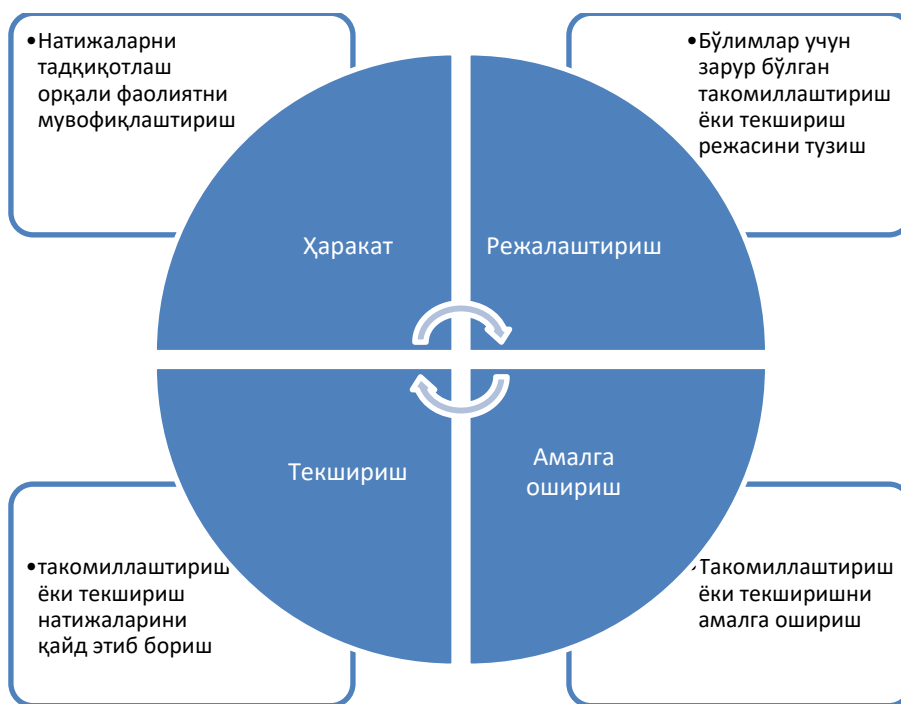 •Натижаларни
тадқиқотлаш
орқали фаолиятни
мувофиқлаштириш
•Бўлимлар учун
зарур бўлган
такомиллаштириш
ёки текшириш
режасини тузиш
Ҳаракат
Режалаштириш
Текшириш
Амалга
ошириш
•такомиллаштириш
ёки текшириш
натижаларини
қайд этиб бориш
•Такомиллаштириш
ёки текширишни
амалга ошириш